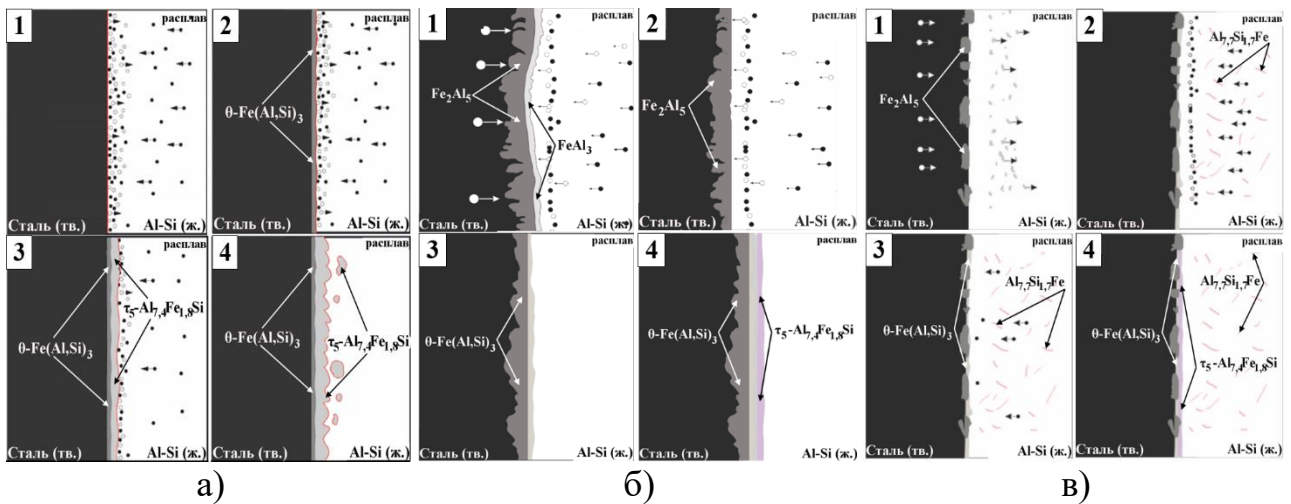 1
расплав
Сталь (тв.)
Al-Si (ж.)
2
расплав
θ-Fe(Al,Si)₃
Сталь (тв.)
Al-Si (ж.)
3
расплав
θ-Fe(Al,Si)₃
τ₅-Al₇,₄Fe₁,₈Si
Сталь (тв.)
Al-Si (ж.)
4
расплав
θ-Fe(Al,Si)₃
τ₅-Al₇,₄Fe₁,₈Si
Сталь (тв.)
Al-Si (ж.)
а)
1
расплав
Fe₂Al₅
FeAl₃
Сталь (тв.)
Al-Si (ж.)
2
расплав
Fe₂Al₅
Сталь (тв.)
Al-Si (ж.)
3
расплав
θ-Fe(Al,Si)₃
Сталь (тв.)
Al-Si (ж.)
4
расплав
θ-Fe(Al,Si)₃
τ₅-Al₇,₄Fe₁,₈Si
Сталь (тв.)
Al-Si (ж.)
б)
1
расплав
Fe₂Al₅
Сталь (тв.)
Al-Si (ж.)
2
расплав
Al₇,₇Si₁,₇Fe
Сталь (тв.)
Al-Si (ж.)
3
расплав
Al₇,₇Si₁,₇Fe
θ-Fe(Al,Si)₃
Сталь (тв.)
Al-Si (ж.)
4
расплав
Al₇,₇Si₁,₇Fe
θ-Fe(Al,Si)₃
τ₅-Al₇,₄Fe₁,₈Si
Сталь (тв.)
Al-Si (ж.)
в)